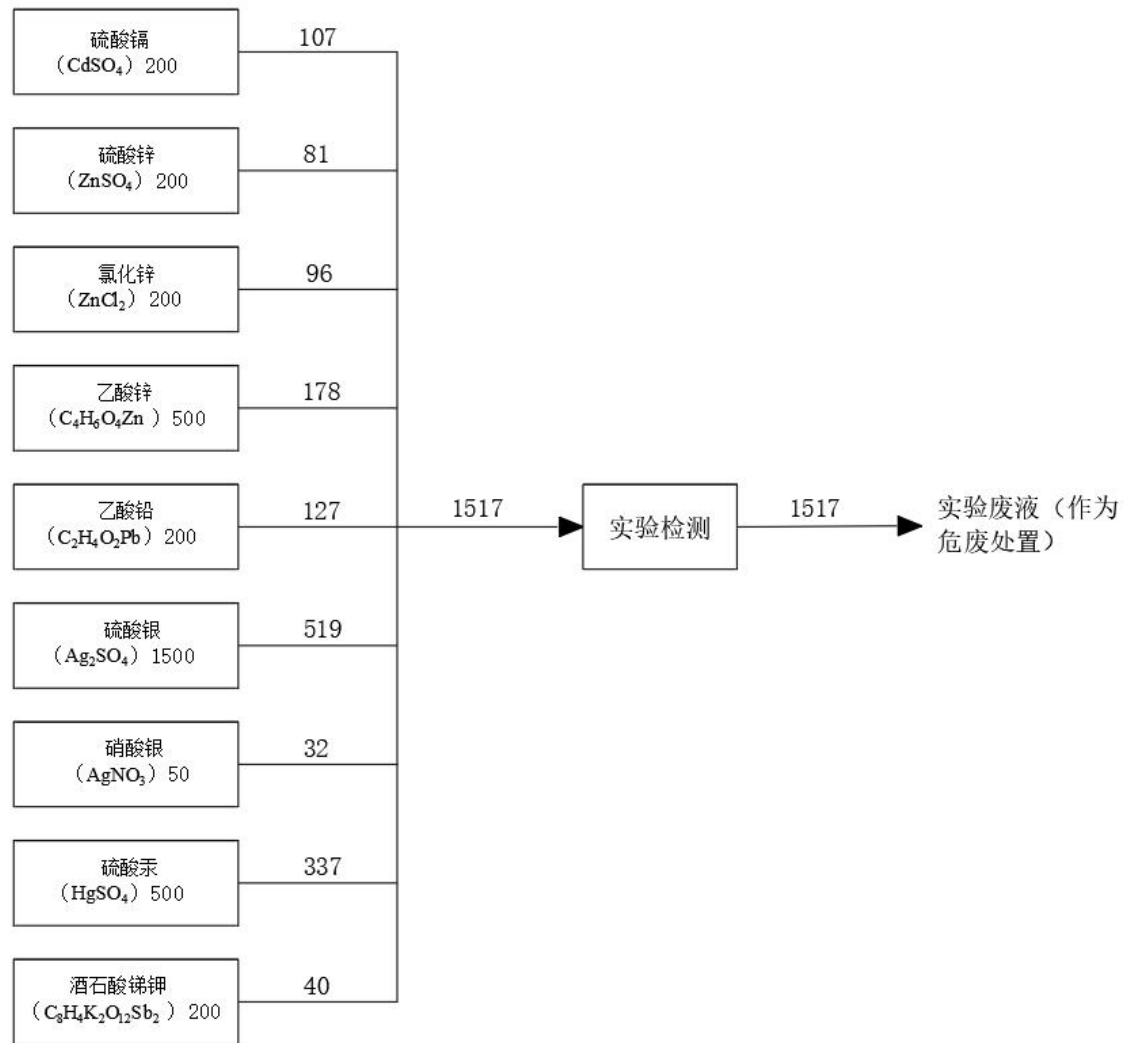 硫酸镉
（CdSO₄）200
107
硫酸锌
（ZnSO₄）200
81
氯化锌
（ZnCl₂）200
96
乙酸锌
（C₄H₆O₄Zn ）500
178
乙酸铅
（C₂H₄O₂Pb）200
127
1517
实验检测
1517
实验废液（作为
危废处置）
硫酸银
（Ag₂SO₄）1500
519
硝酸银
（AgNO₃）50
32
硫酸汞
（HgSO₄）500
337
酒石酸锑钾
（C₈H₄K₂O₁₂Sb₂ ）200
40